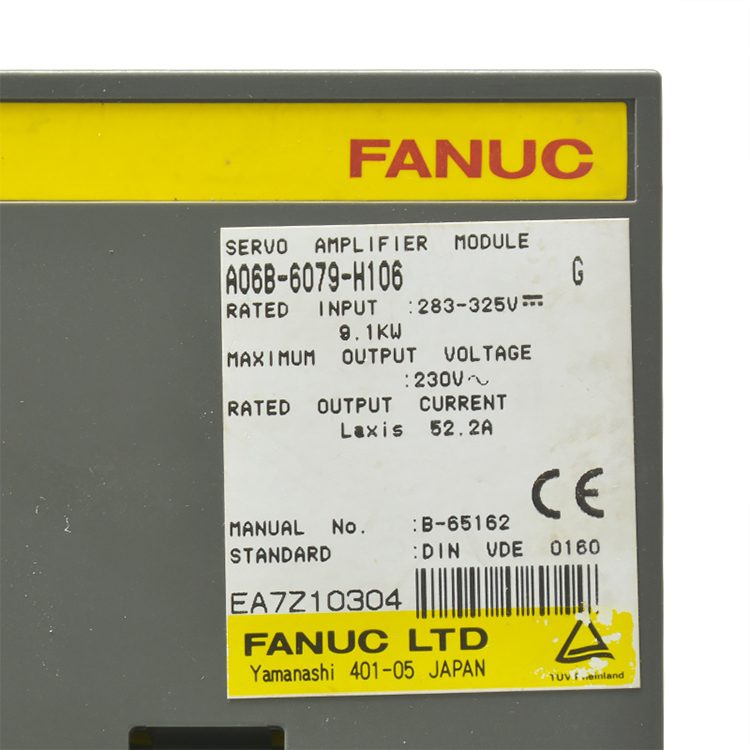 FANUC
SERVO AMPLIFIER MODULE
A06B-6079-H106 G
RATED INPUT :283-325V⎓
9.1KW
MAXIMUM OUTPUT VOLTAGE
:230V~
RATED OUTPUT CURRENT
Laxis 52.2A
CE
MANUAL No. :B-65162
STANDARD :DIN VDE 0160
EA7Z10304
FANUC LTD
Yamanashi 401-05 JAPAN
TUV Rheinland